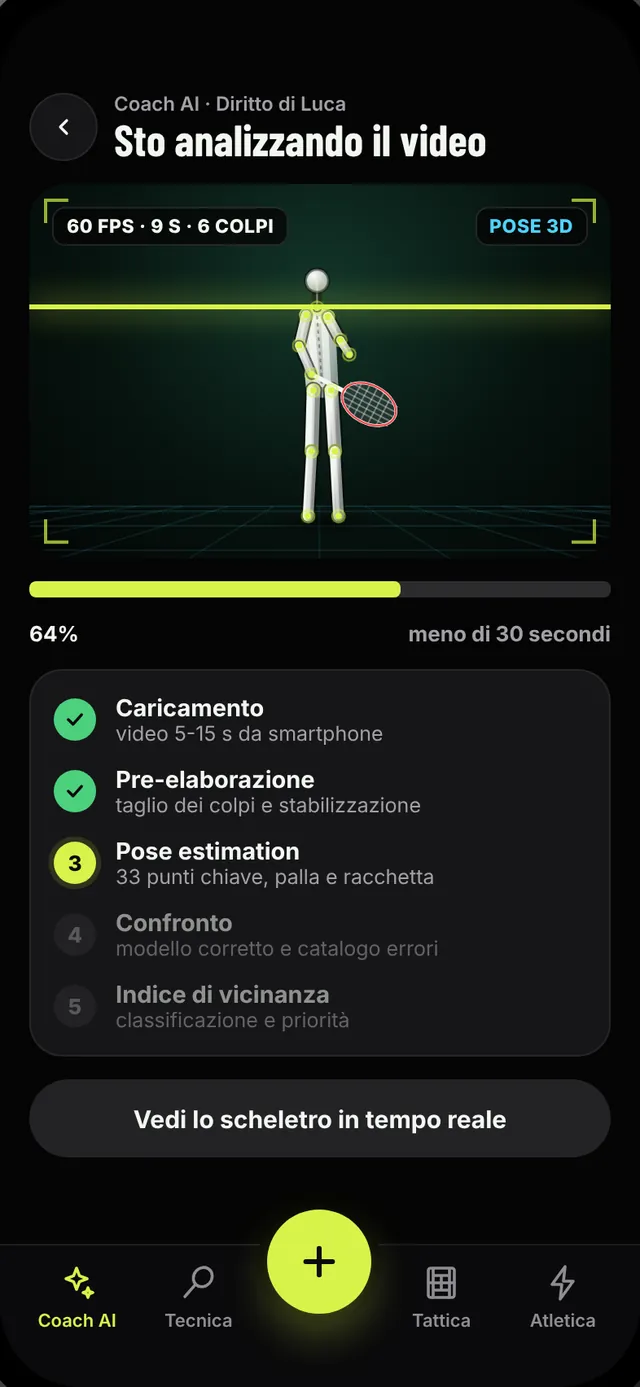 Coach AI · Diritto di Luca
Sto analizzando il video
60 FPS · 9 S · 6 COLPI
POSE 3D
64%
meno di 30 secondi
Caricamento
video 5-15 s da smartphone
Pre-elaborazione
taglio dei colpi e stabilizzazione
3
Pose estimation
33 punti chiave, palla e racchetta
4
Confronto
modello corretto e catalogo errori
5
Indice di vicinanza
classificazione e priorità
Vedi lo scheletro in tempo reale
Coach AI
Tecnica
Tattica
Atletica